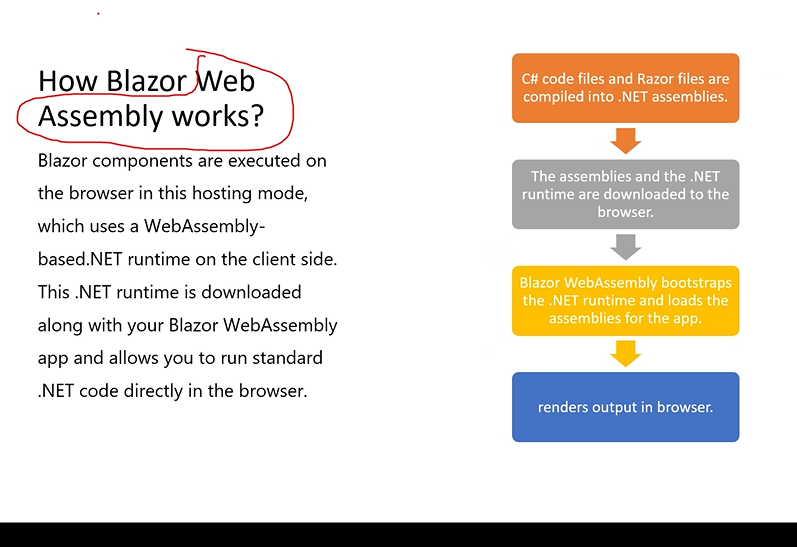 How Blazor Web
Assembly works?
Blazor components are executed on
the browser in this hosting mode,
which uses a WebAssembly-
based.NET runtime on the client side.
This .NET runtime is downloaded
along with your Blazor WebAssembly
app and allows you to run standard
.NET code directly in the browser.
C# code files and Razor files are
compiled into .NET assemblies.
The assemblies and the .NET
runtime are downloaded to the
browser.
Blazor WebAssembly bootstraps
the .NET runtime and loads the
assemblies for the app.
renders output in browser.